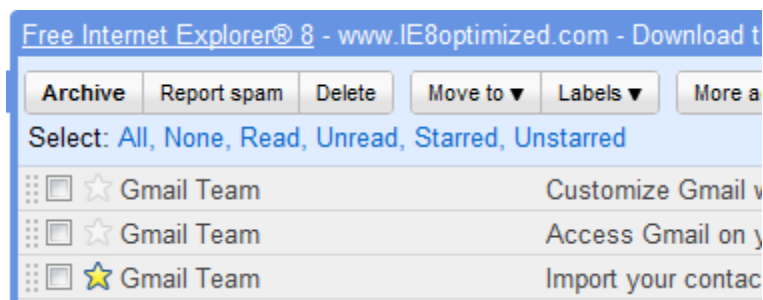 Free Internet Explorer® 8 - www.IE8optimized.com - Download
Archive Report spam Delete Move to ▼ Labels ▼ More
Select: All, None, Read, Unread, Starred, Unstarred
Gmail Team Customize Gmail
Gmail Team Access Gmail on
Gmail Team Import your